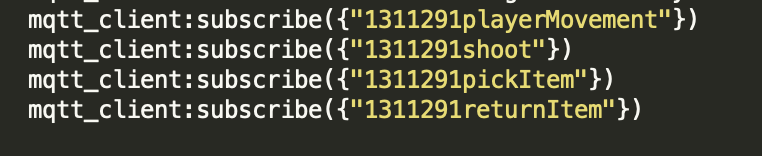 mqtt_client:subscribe({"1311291playerMovement"})
mqtt_client:subscribe({"1311291shoot"})
mqtt_client:subscribe({"1311291pickItem"})
mqtt_client:subscribe({"1311291returnItem"})